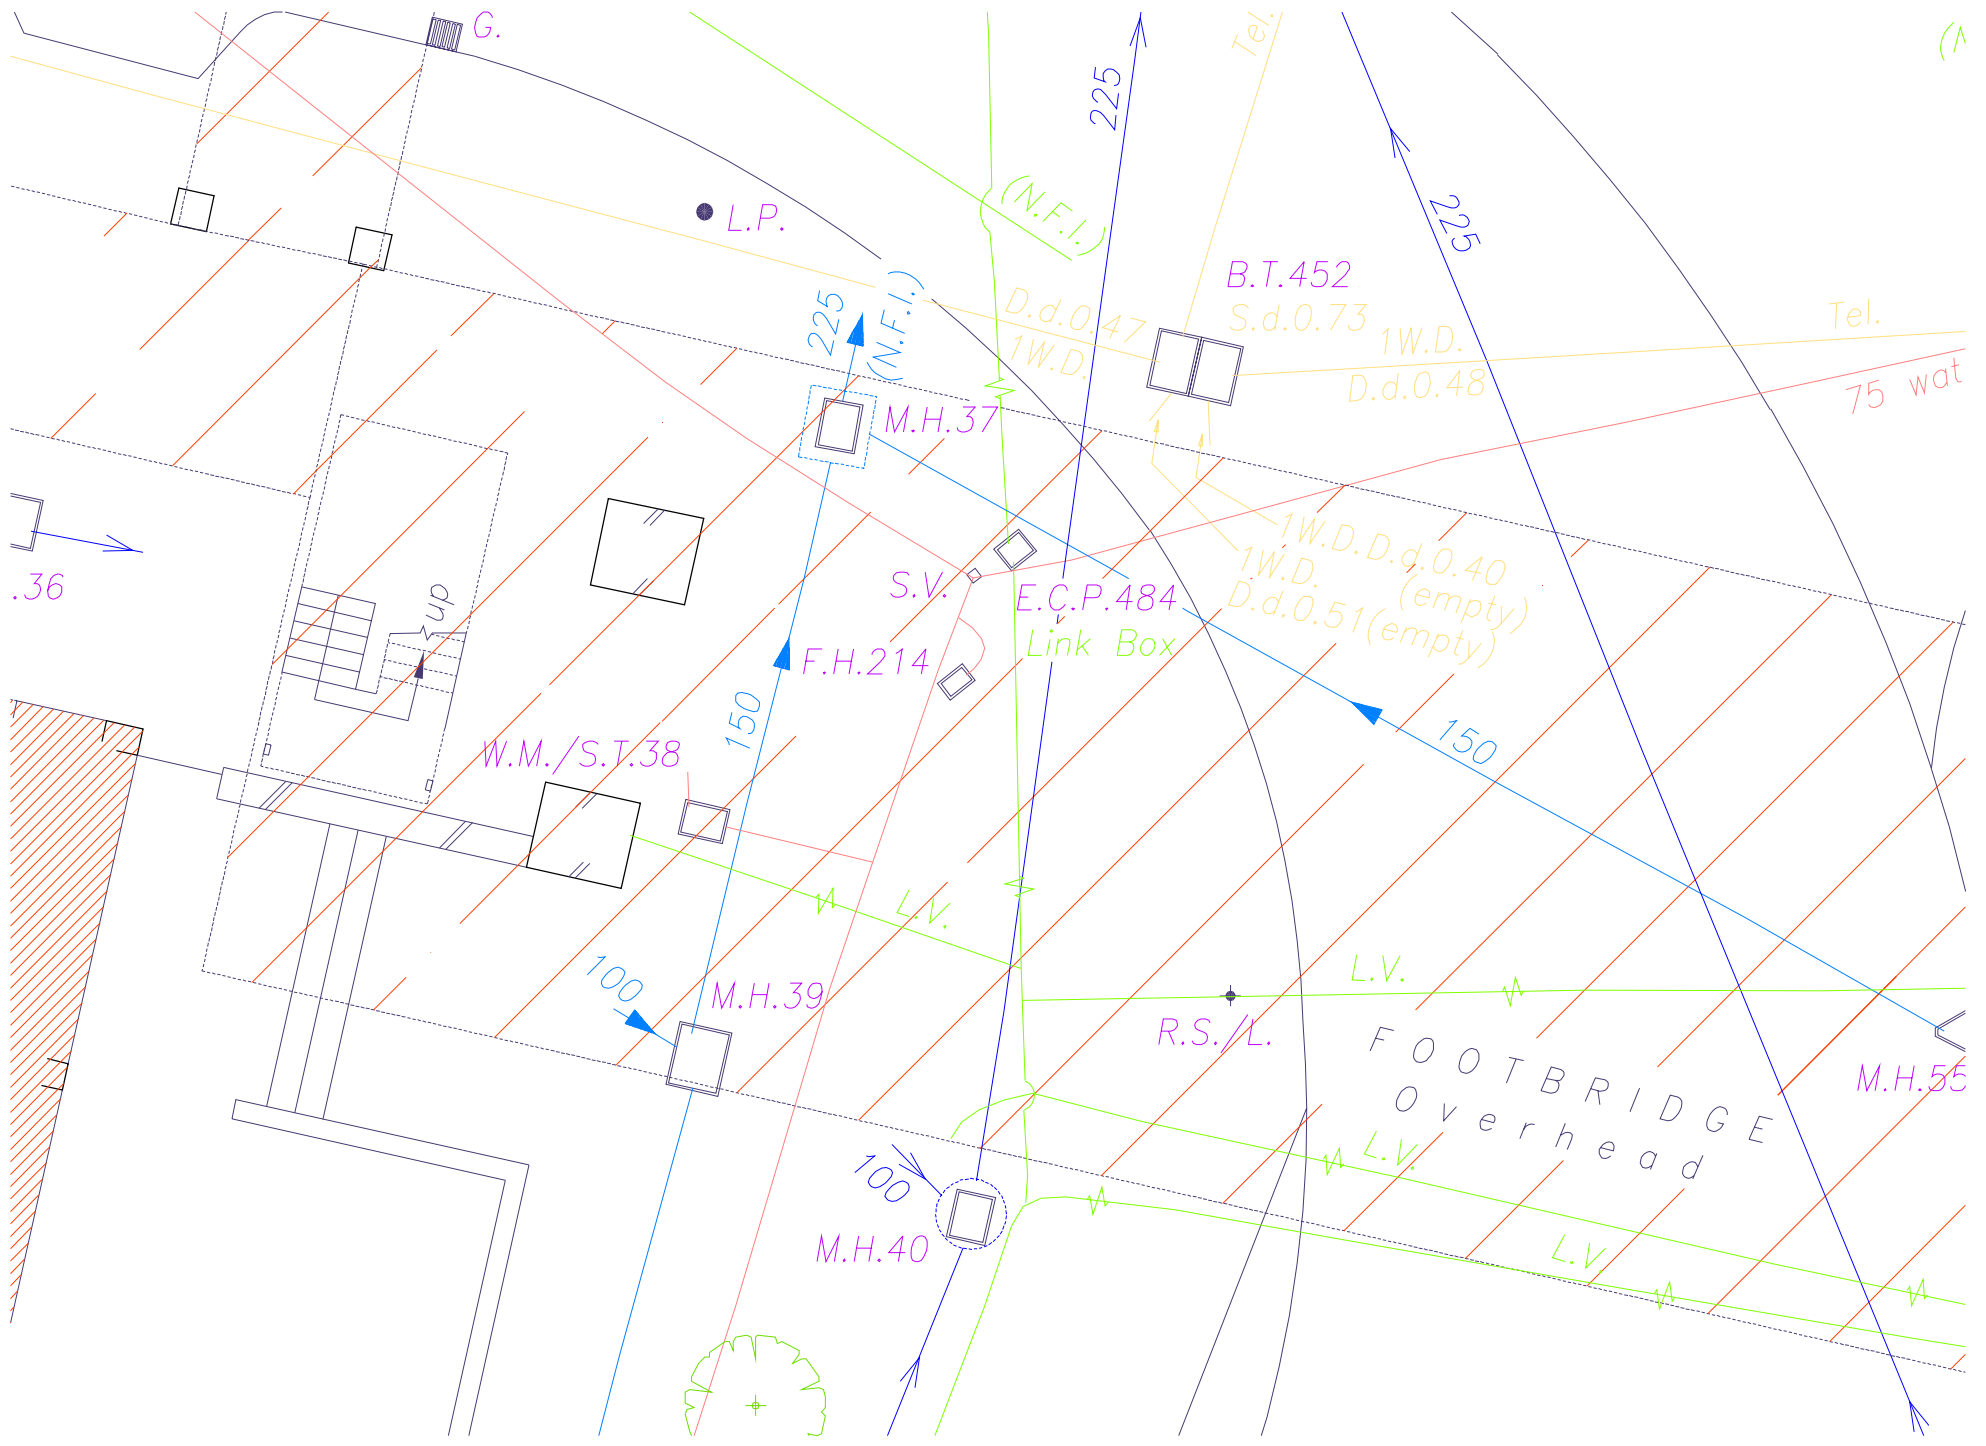 G.
Tel.
225
(N.F.I.)
L.P.
225
B.T.452
D.d.0.47
S.d.0.73
1W.D.
1W.D.
Tel.
D.d.0.48
75 wat
225
(N.F.I.)
M.H.37
1W.D. D.d.0.40
(empty)
1W.D.
D.d.0.51(empty)
.36
up
S.V.
E.C.P.484
Link Box
F.H.214
150
150
W.M./S.T.38
L.V.
100
M.H.39
L.V.
R.S./L.
FOOTBRIDGE
Overhead
M.H.55
L.V.
100
M.H.40
L.V.